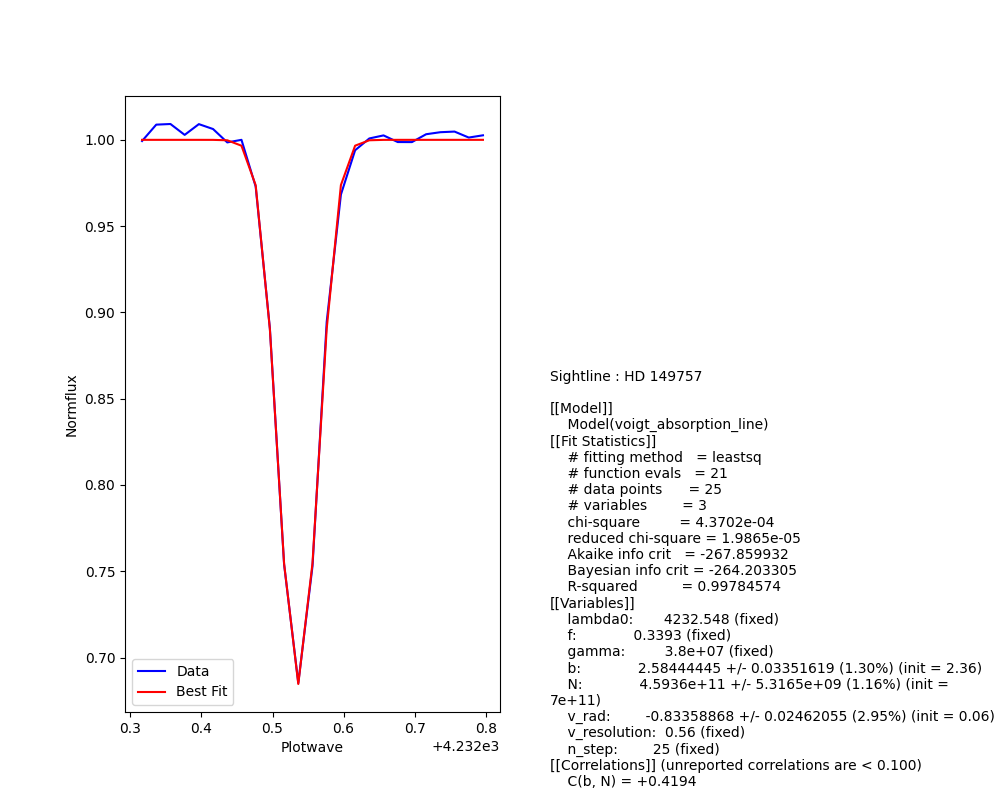 1.00
0.95
0.90
0.85
0.80
0.75
0.70
Normflux
Data
Best Fit
0.3 0.4 0.5 0.6 0.7 0.8
Plotwave
+4.232e3
Sightline : HD 149757
[[Model]]
Model(voigt_absorption_line)
[[Fit Statistics]]
# fitting method = leastsq
# function evals = 21
# data points = 25
# variables = 3
chi-square = 4.3702e-04
reduced chi-square = 1.9865e-05
Akaike info crit = -267.859932
Bayesian info crit = -264.203305
R-squared = 0.99784574
[[Variables]]
lambda0: 4232.548 (fixed)
f: 0.3393 (fixed)
gamma: 3.8e+07 (fixed)
b: 2.58444445 +/- 0.03351619 (1.30%) (init = 2.36)
N: 4.5936e+11 +/- 5.3165e+09 (1.16%) (init =
7e+11)
v_rad: -0.83358868 +/- 0.02462055 (2.95%) (init = 0.06)
v_resolution: 0.56 (fixed)
n_step: 25 (fixed)
[[Correlations]] (unreported correlations are < 0.100)
C(b, N) = +0.4194